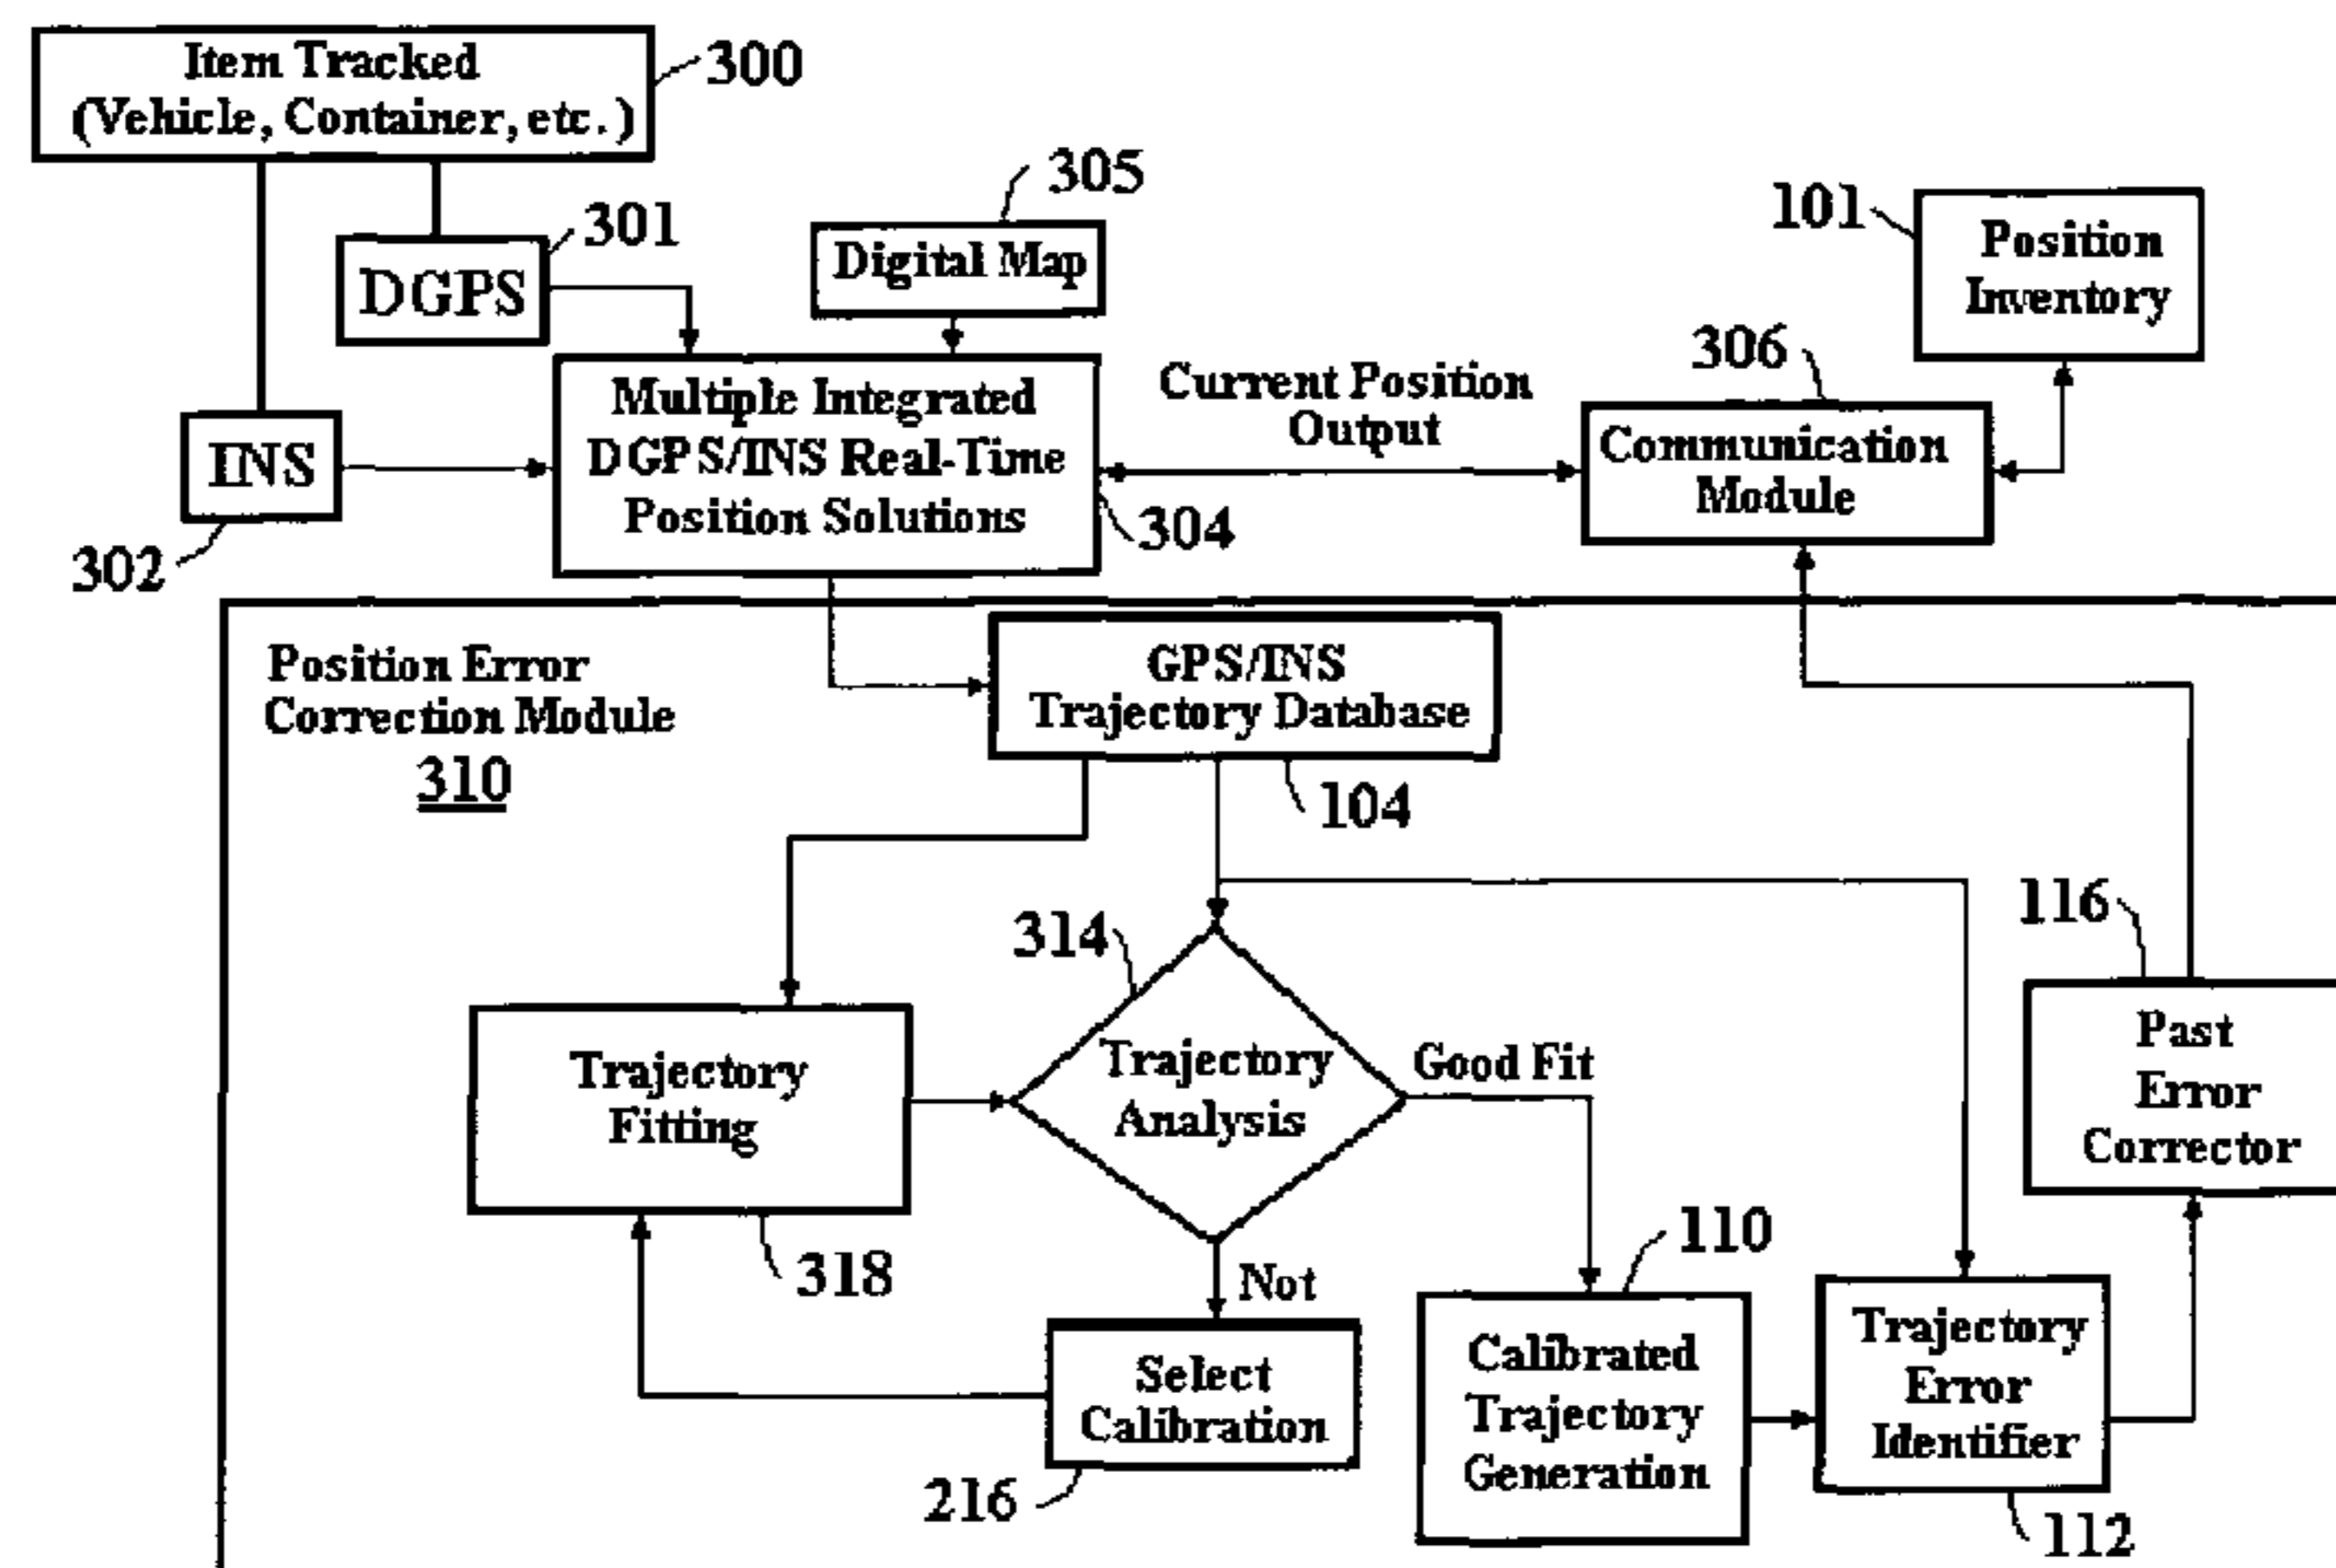 Item Tracked
(Vehicle, Container, etc.)
300
305
301
DGPS
Digital Map
101
Position
Inventory
306
Multiple Integrated
DGPS/INS Real-Time
Position Solutions
Current Position
Output
Communication
Module
INS
304
302
Position Error
Correction Module
310
GPS/INS
Trajectory Database
104
116
314
Trajectory
Analysis
Good Fit
Past
Error
Corrector
Trajectory
Fitting
318
Not
110
Select
Calibration
216
Calibrated
Trajectory
Generation
Trajectory
Error
Identifier
112